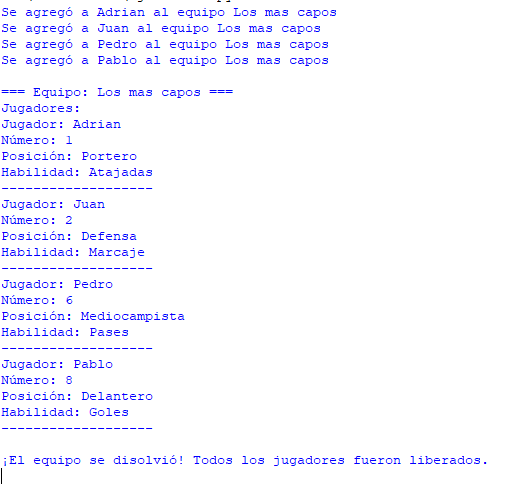 Se agregó a Adrian al equipo Los mas capos
Se agregó a Juan al equipo Los mas capos
Se agregó a Pedro al equipo Los mas capos
Se agregó a Pablo al equipo Los mas capos
=== Equipo: Los mas capos ===
Jugadores:
Jugador: Adrian
Número: 1
Posición: Portero
Habilidad: Atajadas
-------------------
Jugador: Juan
Número: 2
Posición: Defensa
Habilidad: Marcaje
-------------------
Jugador: Pedro
Número: 6
Posición: Mediocampista
Habilidad: Pases
-------------------
Jugador: Pablo
Número: 8
Posición: Delantero
Habilidad: Goles
-------------------
¡El equipo se disolvió! Todos los jugadores fueron liberados.